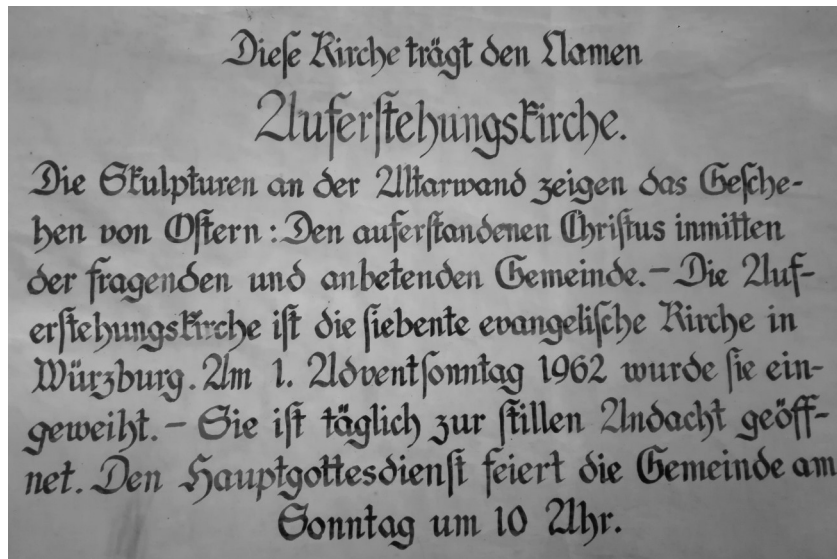 Diese Kirche trägt den Namen
Auferstehungskirche.
Die Skulpturen an der Altarwand zeigen das Gesche-
hen von Ostern: Den auferstandenen Christus inmitten
der fragenden und anbetenden Gemeinde. – Die Auf-
erstehungskirche ist die siebente evangelische Kirche in
Würzburg. Am 1. Adventsonntag 1962 wurde sie ein-
geweiht. – Sie ist täglich zur stillen Andacht geöff-
net. Den Hauptgottesdienst feiert die Gemeinde am
Sonntag um 10 Uhr.